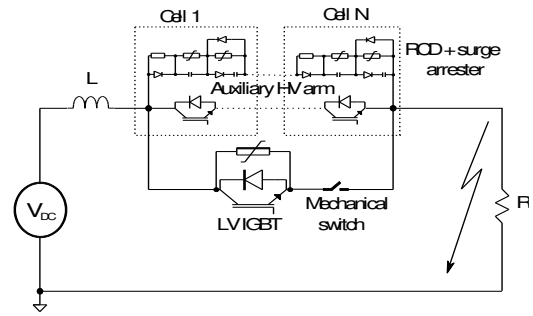 Cell 1
Cell N
RCD + surge
arrester
L
Auxiliary HV arm
VDC
LV IGBT
Mechanical
switch
R